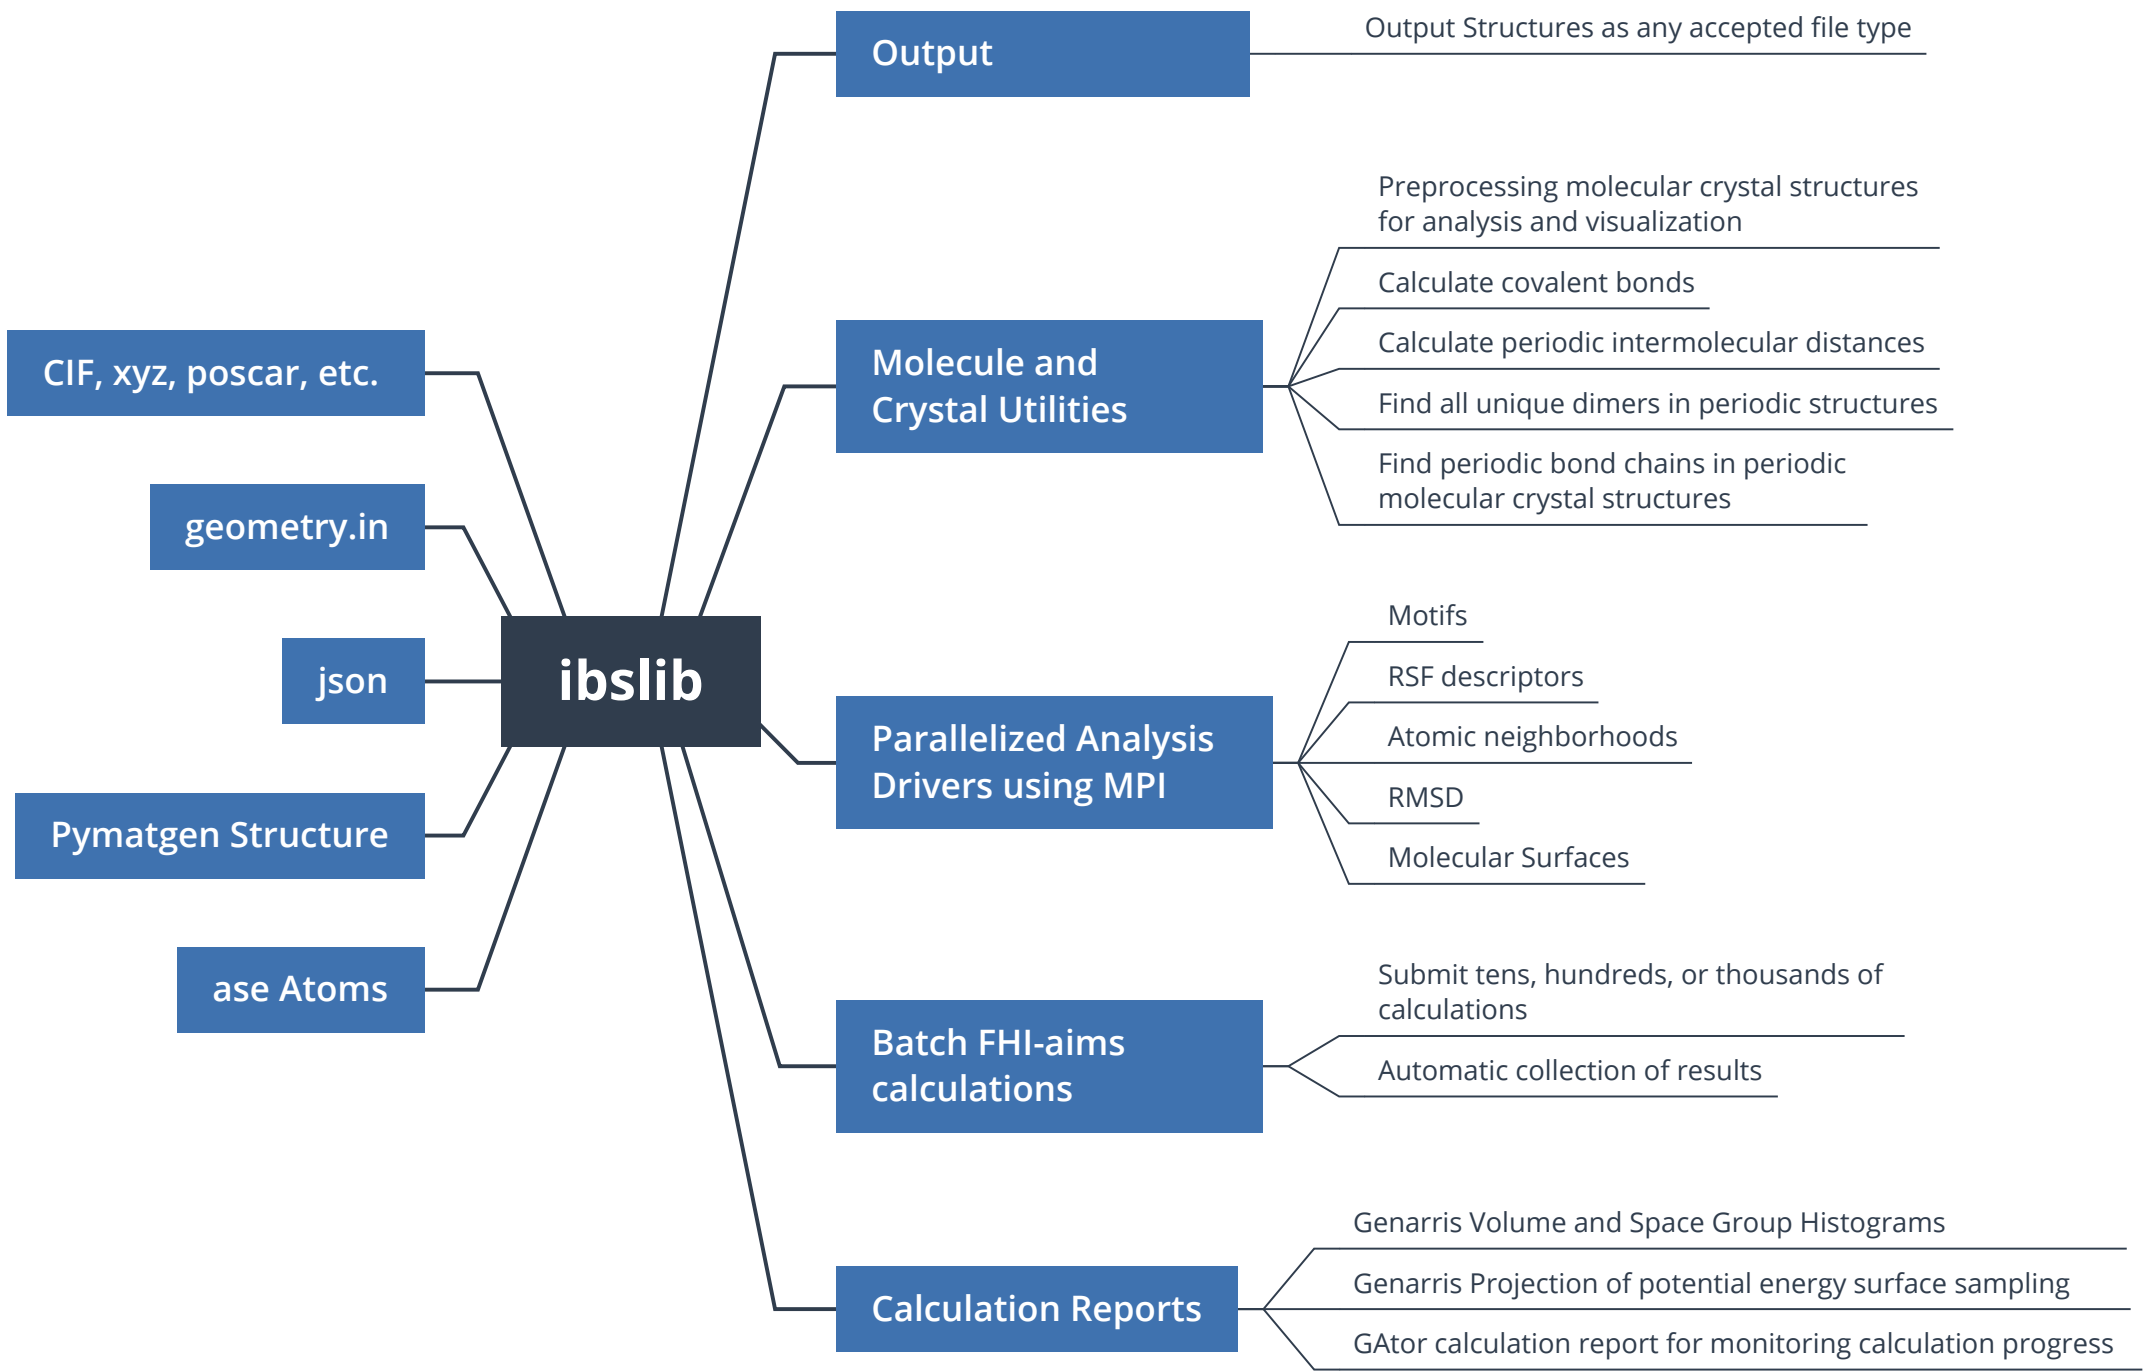 Output
Output Structures as any accepted file type
Preprocessing molecular crystal structures
for analysis and visualization
Calculate covalent bonds
Molecule and
Crystal Utilities
Calculate periodic intermolecular distances
Find all unique dimers in periodic structures
Find periodic bond chains in periodic
molecular crystal structures
CIF, xyz, poscar, etc.
geometry.in
json
Pymatgen Structure
ase Atoms
ibslib
Motifs
RSF descriptors
Parallelized Analysis
Drivers using MPI
Atomic neighborhoods
RMSD
Molecular Surfaces
Batch FHI-aims
calculations
Submit tens, hundreds, or thousands of
calculations
Automatic collection of results
Calculation Reports
Genarris Volume and Space Group Histograms
Genarris Projection of potential energy surface sampling
GAtor calculation report for monitoring calculation progress